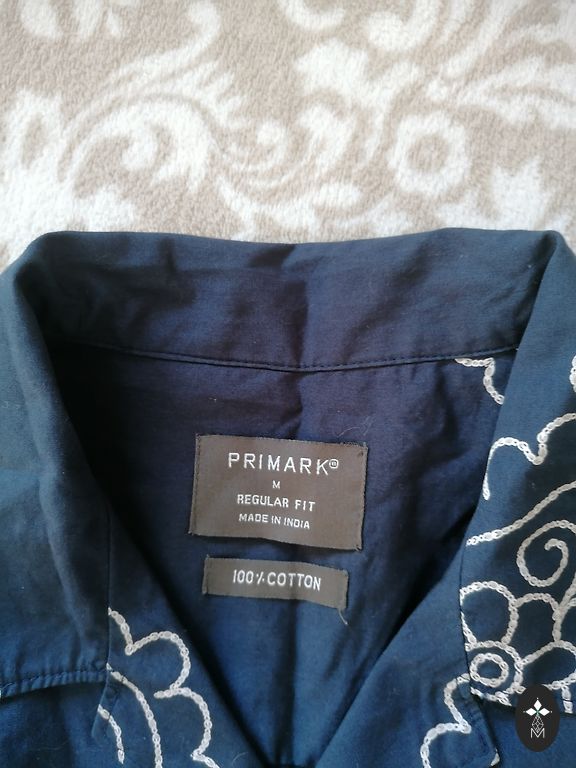 PRIMARK®
M
REGULAR FIT
MADE IN INDIA
100% COTTON